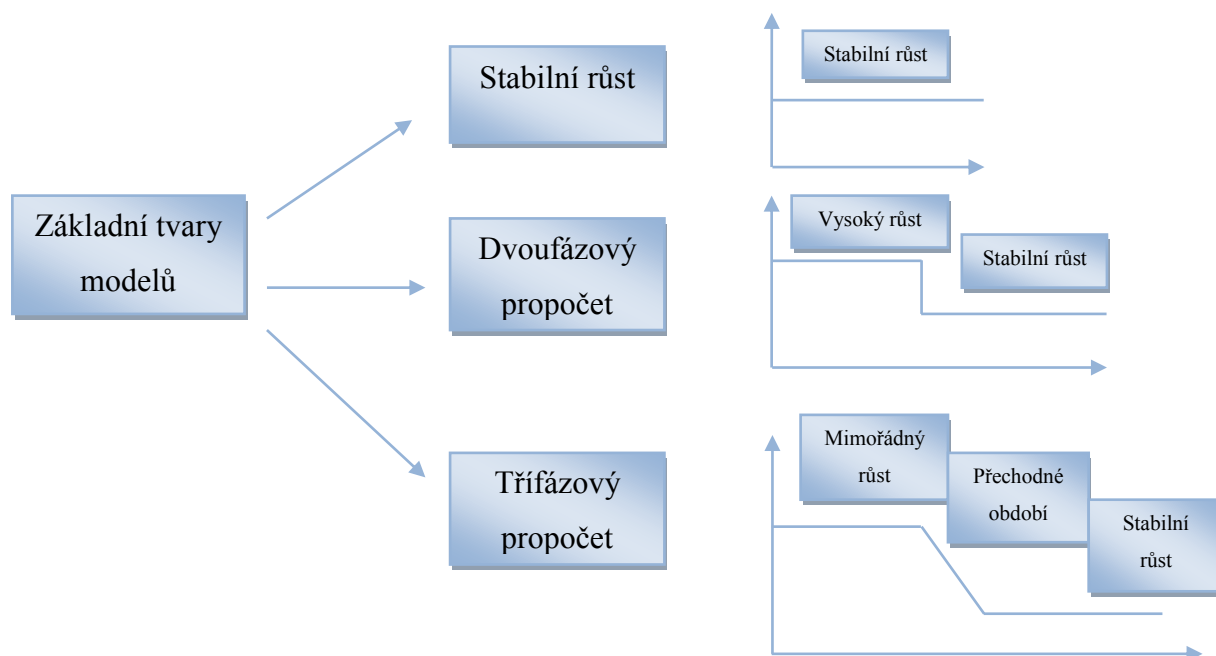 Základní tvary
modelů
Stabilní růst
Stabilní růst
Dvoufázový
propočet
Vysoký růst
Stabilní růst
Třífázový
propočet
Mimořádný
růst
Přechodné
období
Stabilní
růst